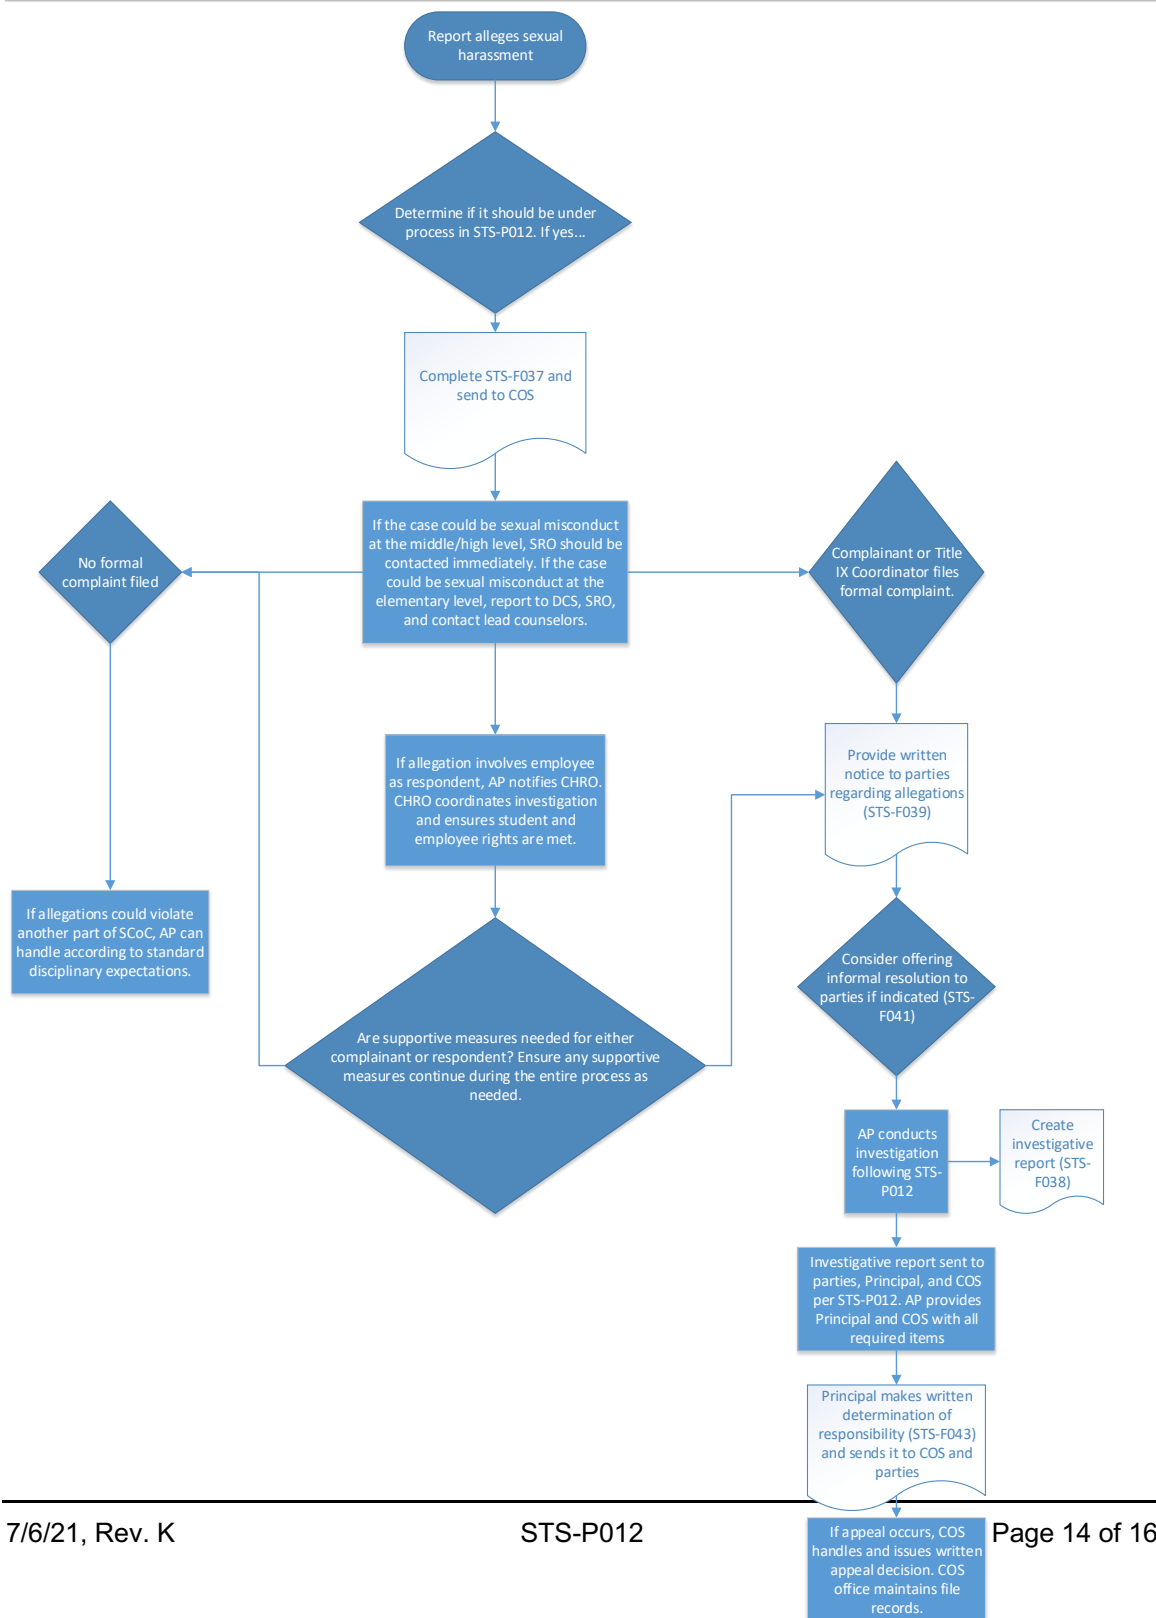 Report alleges sexual
harassment
Determine if it should be under
process in STS-P012. If yes...
Complete STS-F037 and
send to COS
If the case could be sexual misconduct
at the middle/high level, SRO should be
contacted immediately. If the case
could be sexual misconduct at the
elementary level, report to DCS, SRO,
and contact lead counselors.
No formal
complaint filed
Complainant or Title
IX Coordinator files
formal complaint.
If allegation involves employee
as respondent, AP notifies CHRO.
CHRO coordinates investigation
and ensures student and
employee rights are met.
Provide written
notice to parties
regarding allegations
(STS-F039)
If allegations could violate
another part of SCoC, AP can
handle according to standard
disciplinary expectations.
Consider offering
informal resolution to
parties if indicated (STS-
F041)
Are supportive measures needed for either
complainant or respondent? Ensure any supportive
measures continue during the entire process as
needed.
AP conducts
investigation
following STS-
P012
Create
investigative
report (STS-
F038)
Investigative report sent to
parties, Principal, and COS
per STS-P012. AP provides
Principal and COS with all
required items
Principal makes written
determination of
responsibility (STS-F043)
and sends it to COS and
parties
If appeal occurs, COS
handles and issues written
appeal decision. COS
office maintains file
records.
7/6/21, Rev. K
STS-P012
Page 14 of 16